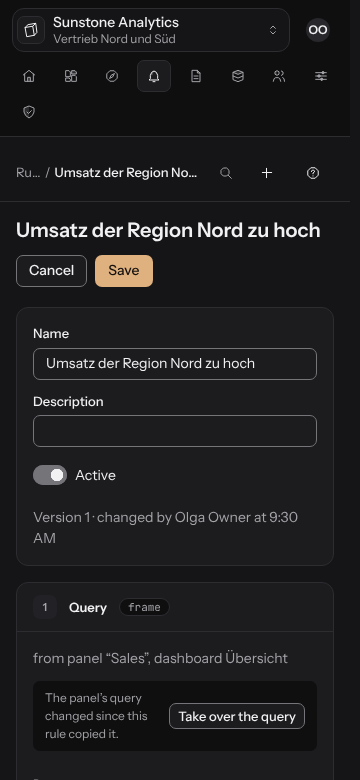 Sunstone Analytics
Vertrieb Nord und Süd
OO
Ru… / Umsatz der Region No…
Umsatz der Region Nord zu hoch
Cancel
Save
Name
Umsatz der Region Nord zu hoch
Description
Active
Version 1 · changed by Olga Owner at 9:30
AM
1 Query frame
from panel “Sales”, dashboard Übersicht
The panel’s query
changed since this
rule copied it.
Take over the query